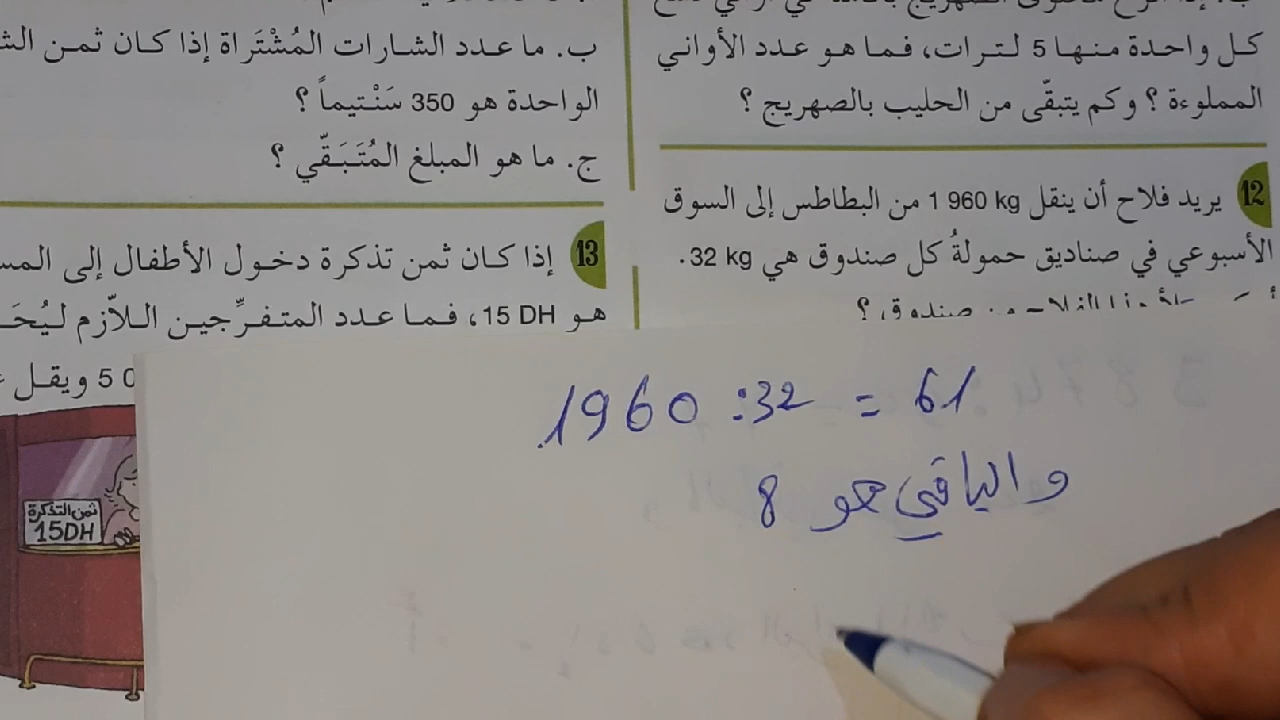 كل واحدة منها 5 لترات، فما هو عدد الأواني
المملوءة ؟ وكم يتبقّى من الحليب بالصهريج ؟
12 يريد فلاح أن ينقل 1 960 kg من البطاطس إلى السوق
الأسبوعي في صناديق حمولةُ كل صندوق هي 32 kg .
من صندوق ؟
ب. ما عدد الشارات المُشْتَراة إذا كان ثمن
الواحدة هو 350 سَنْتيماً ؟
ج. ما هو المبلغ المُتَبَقّي ؟
13 إذا كان ثمن تذكرة دخول الأطفال إلى
هو 15 DH، فما عدد المتفرِّجين اللاّزم
ويقل
ثمن التذكرة
15DH
1960 :32 = 61
والباقي هو 8